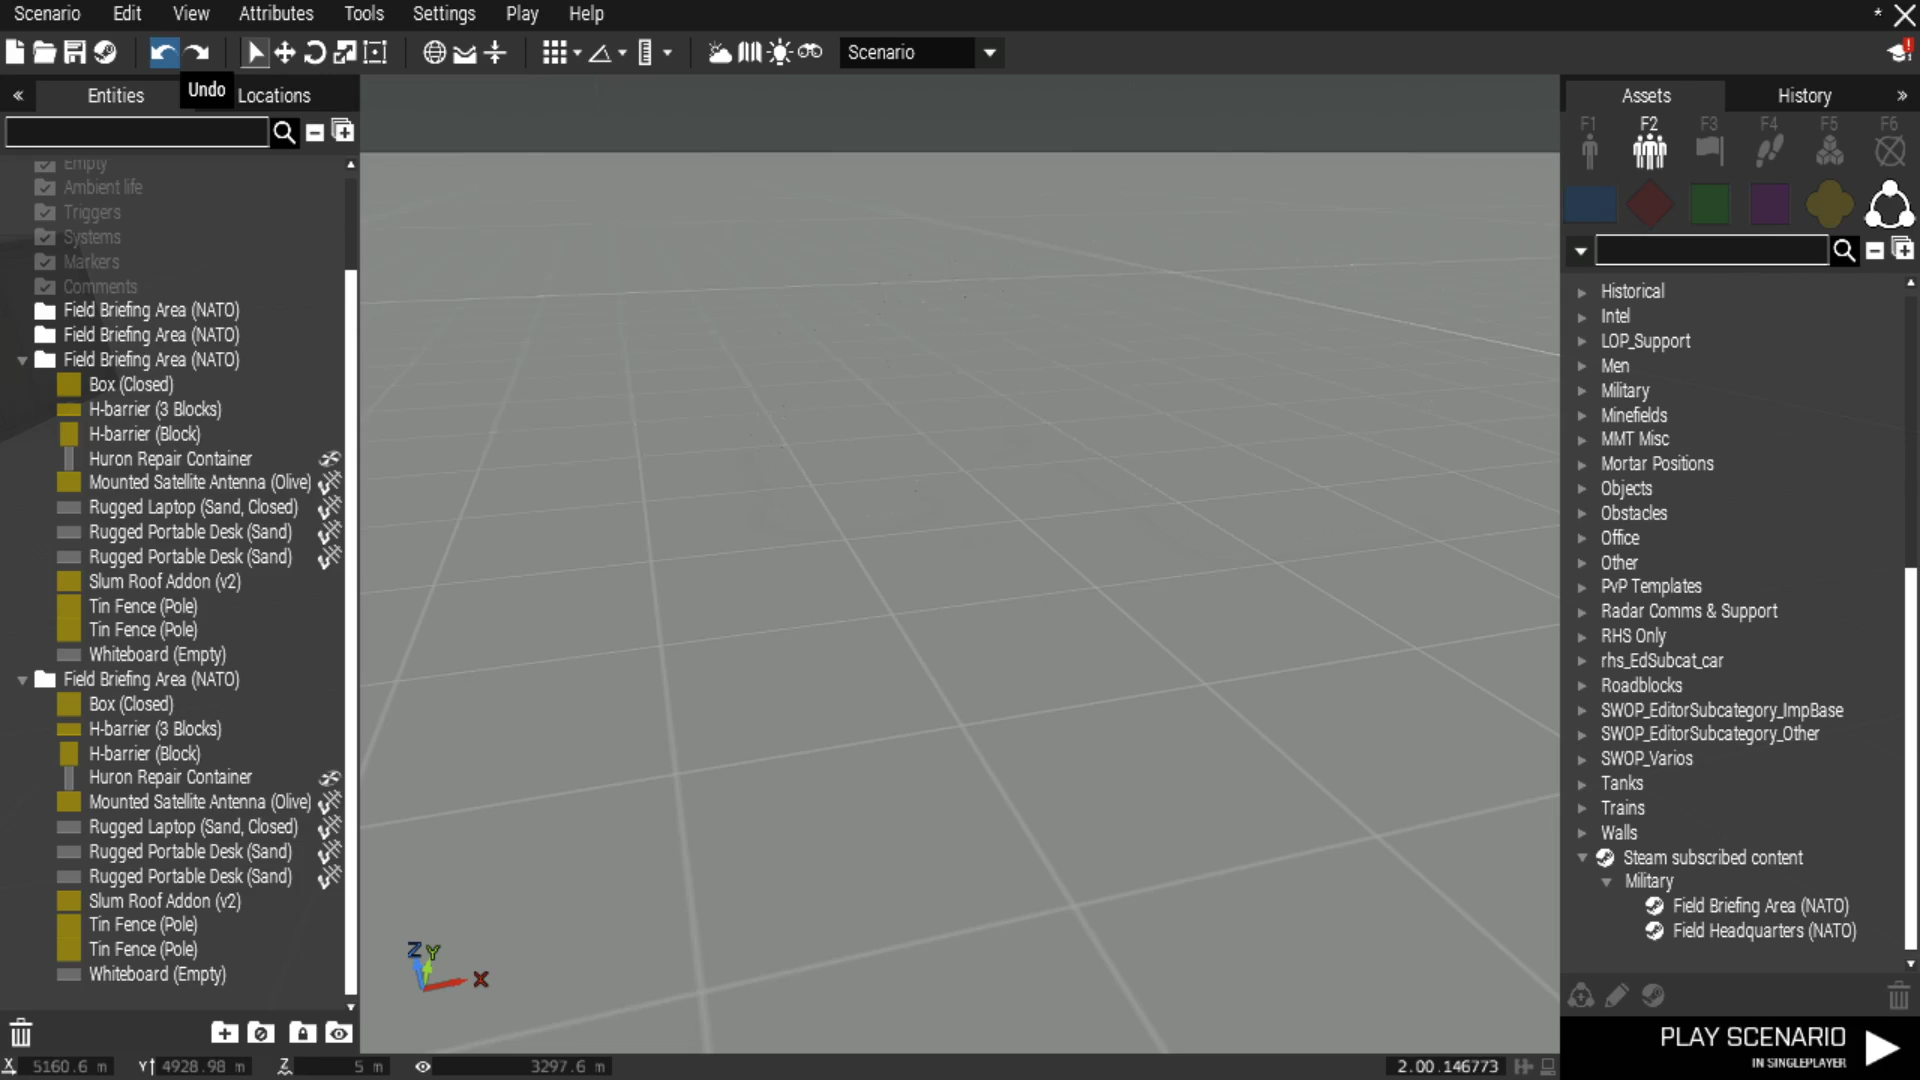 Scenario Edit View Attributes Tools Settings Play Help *
Scenario
Undo
Entities Locations
Empty
Ambient life
Triggers
Systems
Markers
Comments
Field Briefing Area (NATO)
Field Briefing Area (NATO)
Field Briefing Area (NATO)
Box (Closed)
H-barrier (3 Blocks)
H-barrier (Block)
Huron Repair Container
Mounted Satellite Antenna (Olive)
Rugged Laptop (Sand, Closed)
Rugged Portable Desk (Sand)
Rugged Portable Desk (Sand)
Slum Roof Addon (v2)
Tin Fence (Pole)
Tin Fence (Pole)
Whiteboard (Empty)
Field Briefing Area (NATO)
Box (Closed)
H-barrier (3 Blocks)
H-barrier (Block)
Huron Repair Container
Mounted Satellite Antenna (Olive)
Rugged Laptop (Sand, Closed)
Rugged Portable Desk (Sand)
Rugged Portable Desk (Sand)
Slum Roof Addon (v2)
Tin Fence (Pole)
Tin Fence (Pole)
Whiteboard (Empty)
Z Y
X
Assets History
F1 F2 F3 F4 F5 F6
Historical
Intel
LOP_Support
Men
Military
Minefields
MMT Misc
Mortar Positions
Objects
Obstacles
Office
Other
PvP Templates
Radar Comms & Support
RHS Only
rhs_EdSubcat_car
Roadblocks
SWOP_EditorSubcategory_ImpBase
SWOP_EditorSubcategory_Other
SWOP_Varios
Tanks
Trains
Walls
Steam subscribed content
Military
Field Briefing Area (NATO)
Field Headquarters (NATO)
PLAY SCENARIO
IN SINGLEPLAYER
X 5160.6 m Y 4928.98 m Z 5 m 3297.6 m 2.00.146773